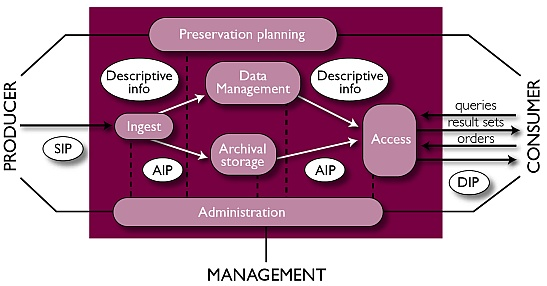 Preservation planning
Descriptive
info
Data
Management
Descriptive
info
PRODUCER
CONSUMER
queries
result sets
orders
Ingest
Access
SIP
Archival
storage
AIP
AIP
DIP
Administration
MANAGEMENT